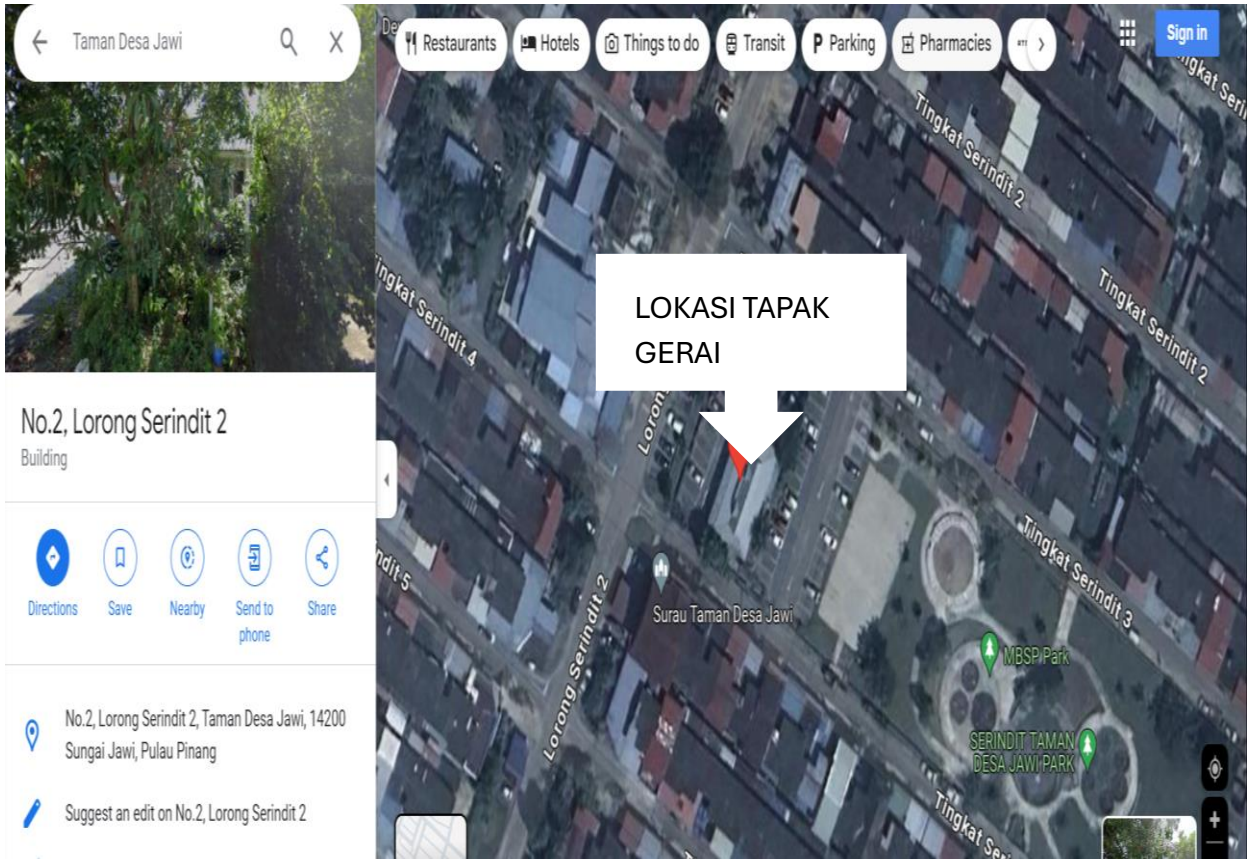 Taman Desa Jawi
Restaurants
Hotels
Things to do
Transit
Parking
Pharmacies
Sign in
Tingkat Serindit 2
Tingkat Serindit 2
Tingkat Serindit 4
LOKASI TAPAK
GERAI
No.2, Lorong Serindit 2
Building
Directions
Save
Nearby
Send to
phone
Share
Surau Taman Desa Jawi
Lorong Serindit 2
Tingkat Serindit 3
MBSP Park
SERINDIT TAMAN
DESA JAWI PARK
No.2, Lorong Serindit 2, Taman Desa Jawi, 14200
Sungai Jawi, Pulau Pinang
Suggest an edit on No.2, Lorong Serindit 2